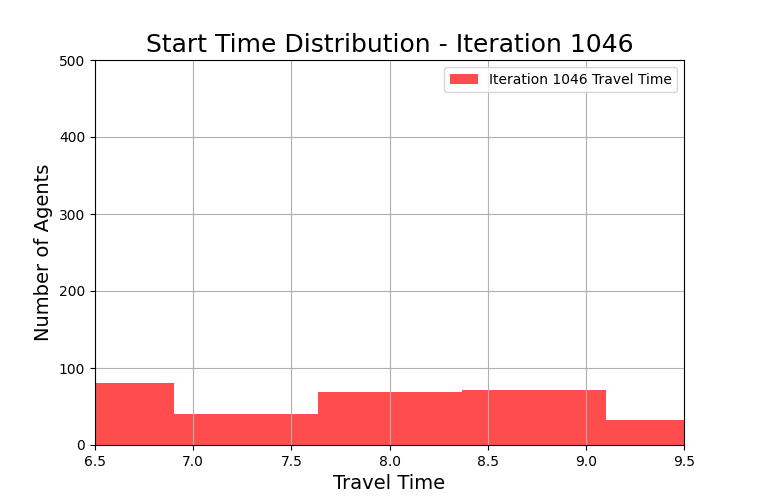 Start Time Distribution - Iteration 1046
500
400
300
200
100
0
Number of Agents
Iteration 1046 Travel Time
6.5 7.0 7.5 8.0 8.5 9.0 9.5
Travel Time